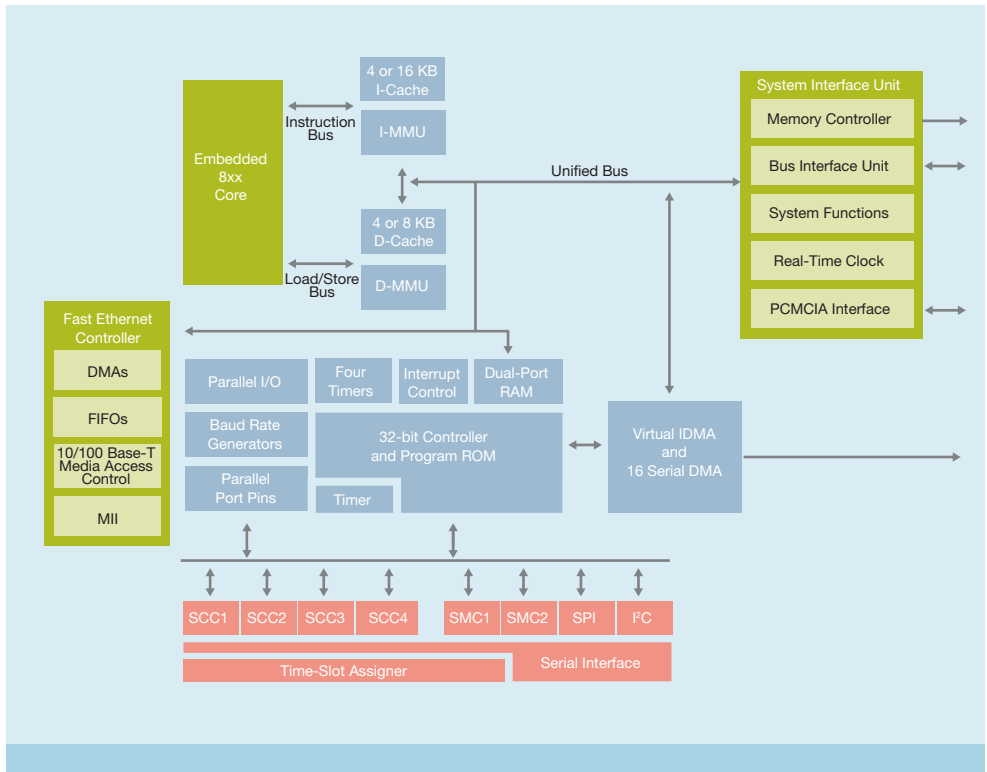 4 or 16 KB
I-Cache
System Interface Unit
Memory Controller
Instruction
Bus
I-MMU
Embedded
8xx
Core
Unified Bus
Bus Interface Unit
System Functions
4 or 8 KB
D-Cache
Real-Time Clock
Load/Store
Bus
D-MMU
PCMCIA Interface
Fast Ethernet
Controller
DMAs
FIFOs
10/100 Base-T
Media Access
Control
MII
Parallel I/O
Four
Timers
Interrupt
Control
Dual-Port
RAM
Baud Rate
Generators
32-bit Controller
and Program ROM
Virtual IDMA
and
16 Serial DMA
Parallel
Port Pins
Timer
SCC1
SCC2
SCC3
SCC4
SMC1
SMC2
SPI
I²C
Serial Interface
Time-Slot Assigner